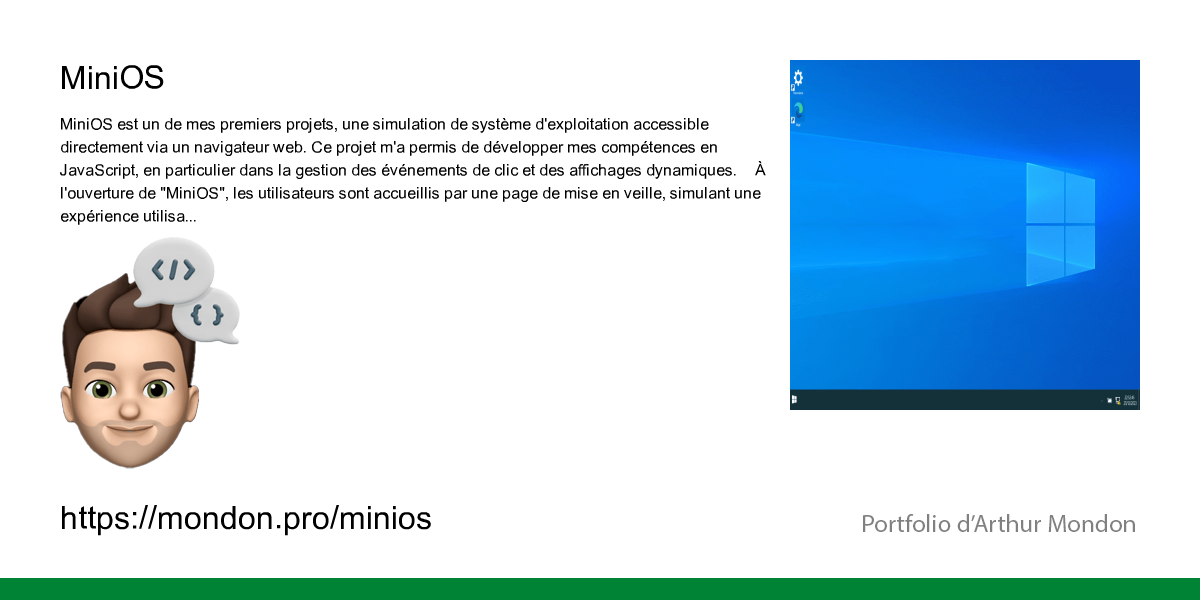 MiniOS
MiniOS est un de mes premiers projets, une simulation de système d'exploitation accessible
directement via un navigateur web. Ce projet m'a permis de développer mes compétences en
JavaScript, en particulier dans la gestion des événements de clic et des affichages dynamiques. À
l'ouverture de "MiniOS", les utilisateurs sont accueillis par une page de mise en veille, simulant une
expérience utilisa...
</>
{ }
https://mondon.pro/minios
Portfolio d’Arthur Mondon